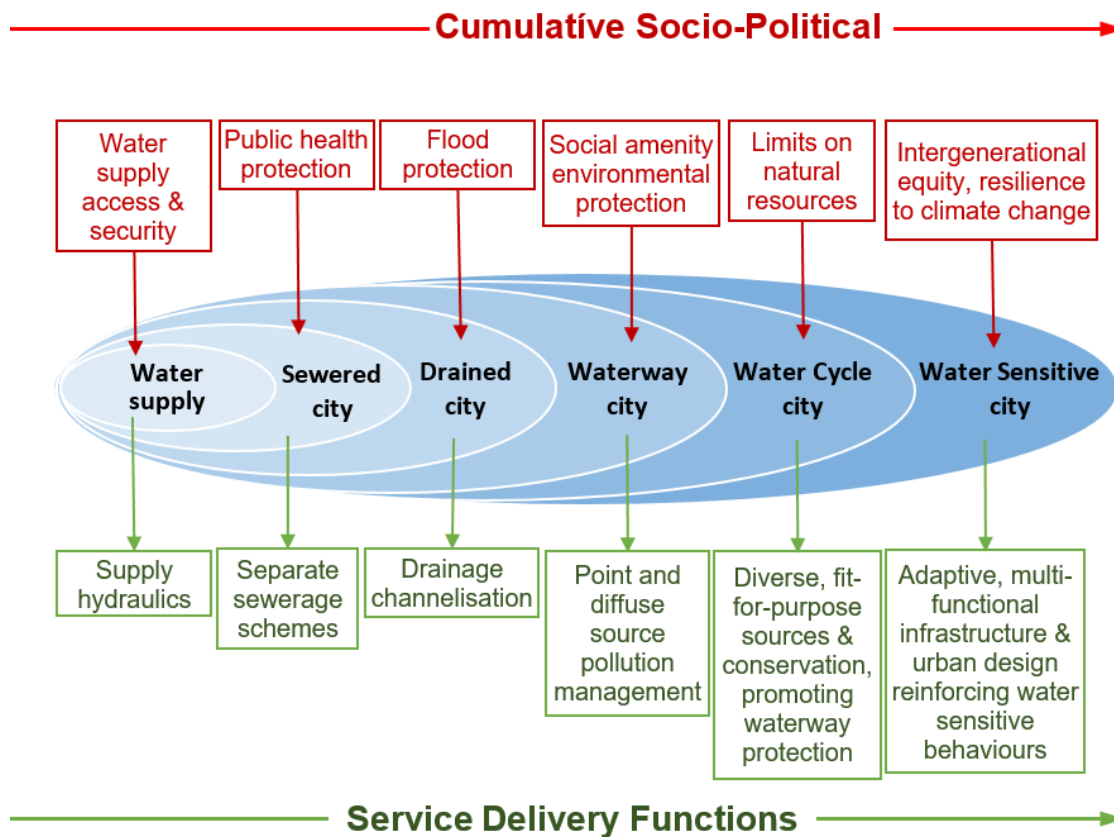 Cumulatíve Socio-Political
Water
supply
access &
security
Public health
protection
Flood
protection
Social amenity
environmental
protection
Limits on
natural
resources
Intergenerational
equity, resilience
to climate change
Water
supply
Sewered
city
Drained
city
Waterway
city
Water Cycle
city
Water Sensitive
city
Supply
hydraulics
Separate
sewerage
schemes
Drainage
channelisation
Point and
diffuse
source
pollution
management
Diverse, fit-
for-purpose
sources &
conservation,
promoting
waterway
protection
Adaptive, multi-
functional
infrastructure &
urban design
reinforcing water
sensitive
behaviours
Service Delivery Functions